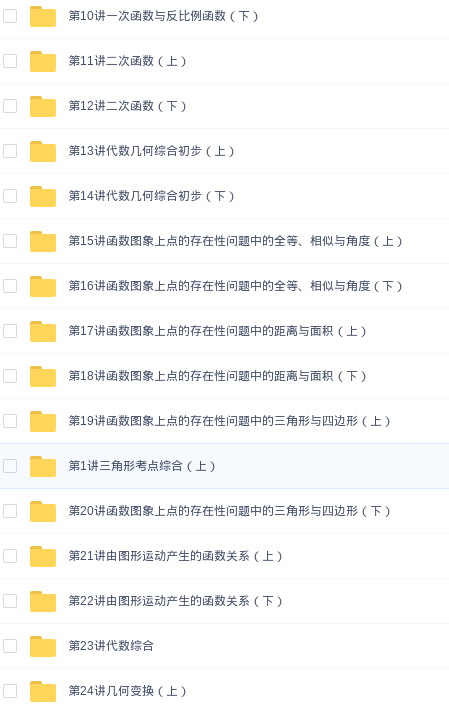 第10讲一次函数与反比例函数（下）
第11讲二次函数（上）
第12讲二次函数（下）
第13讲代数几何综合初步（上）
第14讲代数几何综合初步（下）
第15讲函数图象上点的存在性问题中的全等、相似与角度（上）
第16讲函数图象上点的存在性问题中的全等、相似与角度（下）
第17讲函数图象上点的存在性问题中的距离与面积（上）
第18讲函数图象上点的存在性问题中的距离与面积（下）
第19讲函数图象上点的存在性问题中的三角形与四边形（上）
第1讲三角形考点综合（上）
第20讲函数图象上点的存在性问题中的三角形与四边形（下）
第21讲由图形运动产生的函数关系（上）
第22讲由图形运动产生的函数关系（下）
第23讲代数综合
第24讲几何变换（上）